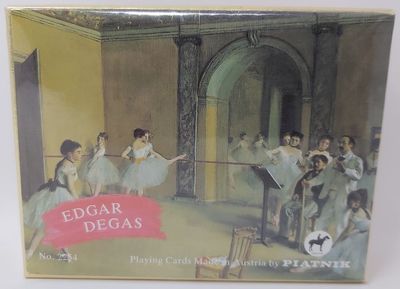 EDGAR
DEGAS
No. 2254
Playing Cards Made in Austria by PIATNIK